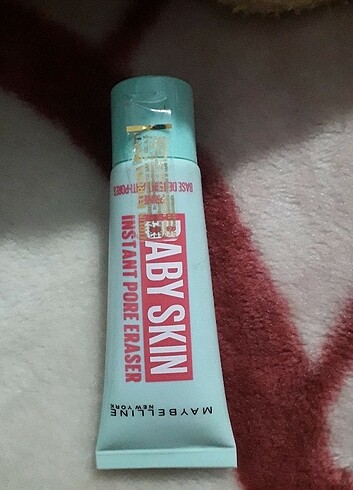 BABY SKIN
INSTANT PORE ERASER
MAYBELLINE
NEW YORK